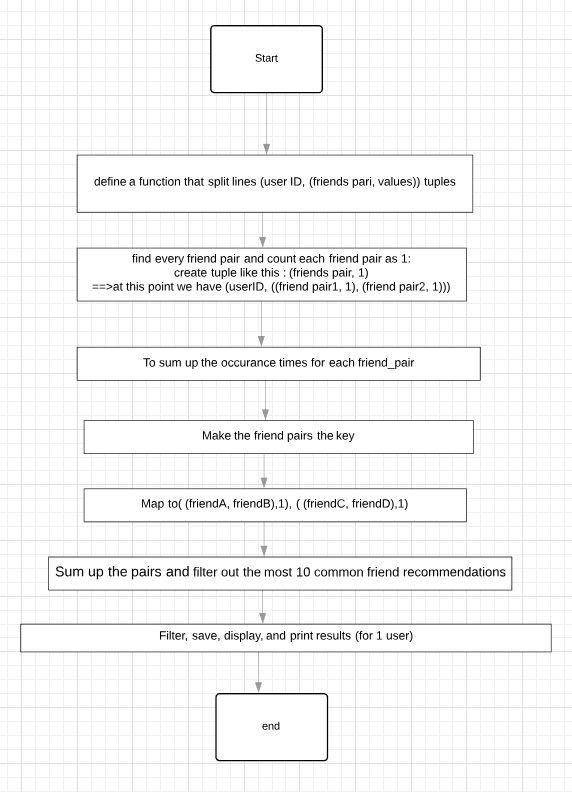 Start
define a function that split lines (user ID, (friends pari, values)) tuples
find every friend pair and count each friend pair as 1:
create tuple like this : (friends pair, 1)
==>at this point we have (userID, ((friend pair1, 1), (friend pair2, 1)))
To sum up the occurance times for each friend_pair
Make the friend pairs the key
Map to( (friendA, friendB),1), ( (friendC, friendD),1)
Sum up the pairs and filter out the most 10 common friend recommendations
Filter, save, display, and print results (for 1 user)
end